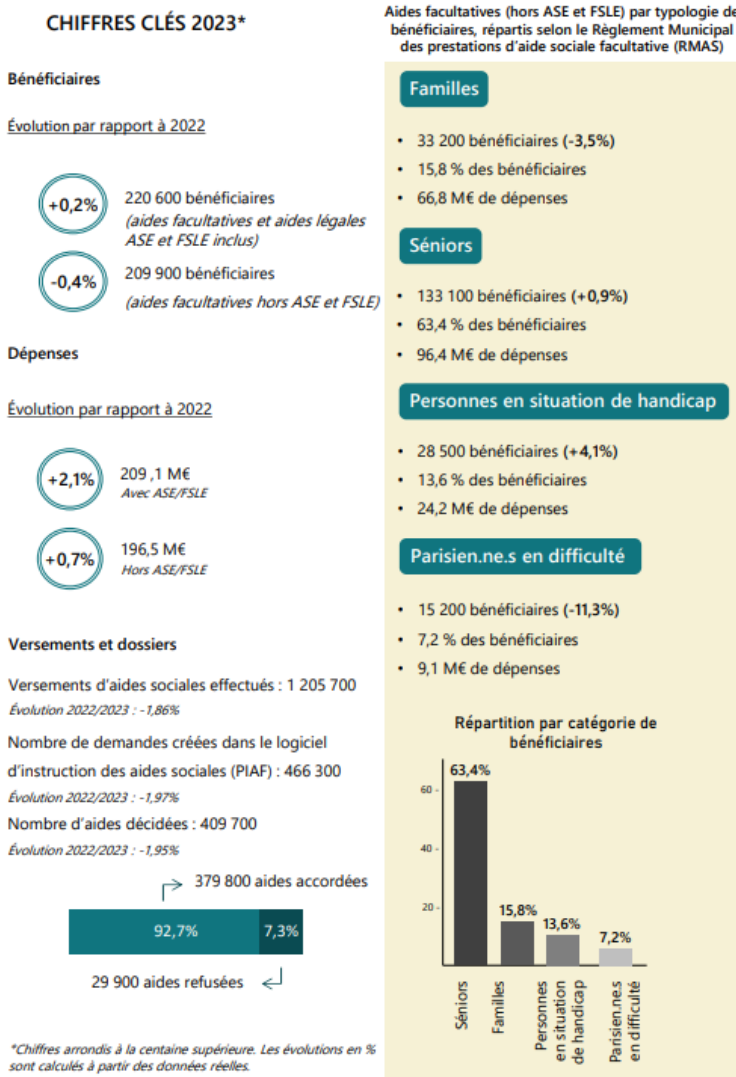 CHIFFRES CLÉS 2023*
Bénéficiaires
Évolution par rapport à 2022
+0,2%
220 600 bénéficiaires
(aides facultatives et aides légales
ASE et FSLE inclus)
-0,4%
209 900 bénéficiaires
(aides facultatives hors ASE et FSLE)
Dépenses
Évolution par rapport à 2022
+2,1%
209 ,1 M€
Avec ASE/FSLE
+0,7%
196,5 M€
Hors ASE/FSLE
Versements et dossiers
Versements d'aides sociales effectués : 1 205 700
Évolution 2022/2023 : -1,86%
Nombre de demandes créées dans le logiciel
d'instruction des aides sociales (PIAF) : 466 300
Évolution 2022/2023 : -1,97%
Nombre d'aides décidées : 409 700
Évolution 2022/2023 : -1,95%
379 800 aides accordées
92,7% 7,3%
29 900 aides refusées
*Chiffres arrondis à la centaine supérieure. Les évolutions en %
sont calculés à partir des données réelles.
Aides facultatives (hors ASE et FSLE) par typologie de
bénéficiaires, répartis selon le Règlement Municipal
des prestations d'aide sociale facultative (RMAS)
Familles
• 33 200 bénéficiaires (-3,5%)
• 15,8 % des bénéficiaires
• 66,8 M€ de dépenses
Séniors
• 133 100 bénéficiaires (+0,9%)
• 63,4 % des bénéficiaires
• 96,4 M€ de dépenses
Personnes en situation de handicap
• 28 500 bénéficiaires (+4,1%)
• 13,6 % des bénéficiaires
• 24,2 M€ de dépenses
Parisien.ne.s en difficulté
• 15 200 bénéficiaires (-11,3%)
• 7,2 % des bénéficiaires
• 9,1 M€ de dépenses
Répartition par catégorie de
bénéficiaires
63,4%
60 -
40 -
20 -
15,8%
13,6%
7,2%
Séniors
Familles
Personnes
en situation
de handicap
Parisien.ne.s
en difficulté